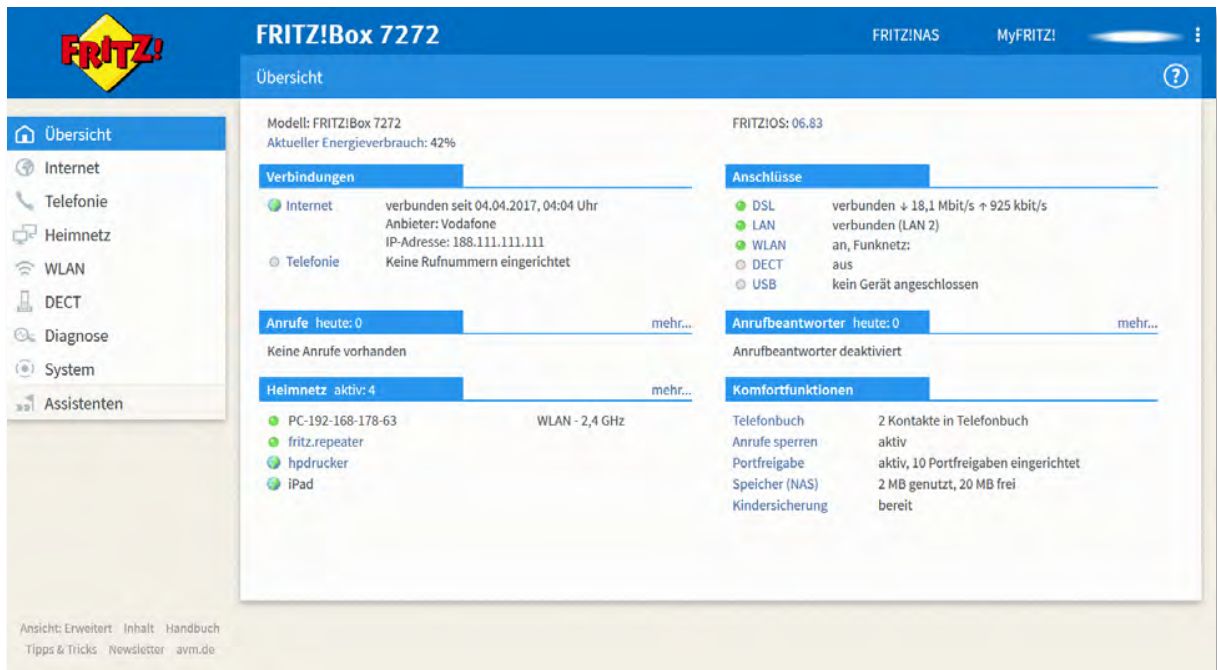 FRITZ!
FRITZ!Box 7272
FRITZ!NAS MyFRITZ!
Übersicht
Übersicht
Internet
Telefonie
Heimnetz
WLAN
DECT
Diagnose
System
Assistenten
Modell: FRITZ!Box 7272
Aktueller Energieverbrauch: 42%
FRITZ!OS: 06.83
Verbindungen
Internet verbunden seit 04.04.2017, 04:04 Uhr
Anbieter: Vodafone
IP-Adresse: 188.111.111.111
Telefonie Keine Rufnummern eingerichtet
Anschlüsse
DSL verbunden ↓ 18,1 Mbit/s ↑ 925 kbit/s
LAN verbunden (LAN 2)
WLAN an, Funknetz:
DECT aus
USB kein Gerät angeschlossen
Anrufe heute: 0 mehr...
Keine Anrufe vorhanden
Anrufbeantworter heute: 0 mehr...
Anrufbeantworter deaktiviert
Heimnetz aktiv: 4 mehr...
PC-192-168-178-63 WLAN - 2,4 GHz
fritz.repeater
hpdrucker
iPad
Komfortfunktionen
Telefonbuch 2 Kontakte in Telefonbuch
Anrufe sperren aktiv
Portfreigabe aktiv, 10 Portfreigaben eingerichtet
Speicher (NAS) 2 MB genutzt, 20 MB frei
Kindersicherung bereit
Ansicht: Erweitert Inhalt Handbuch
Tipps & Tricks Newsletter avm.de